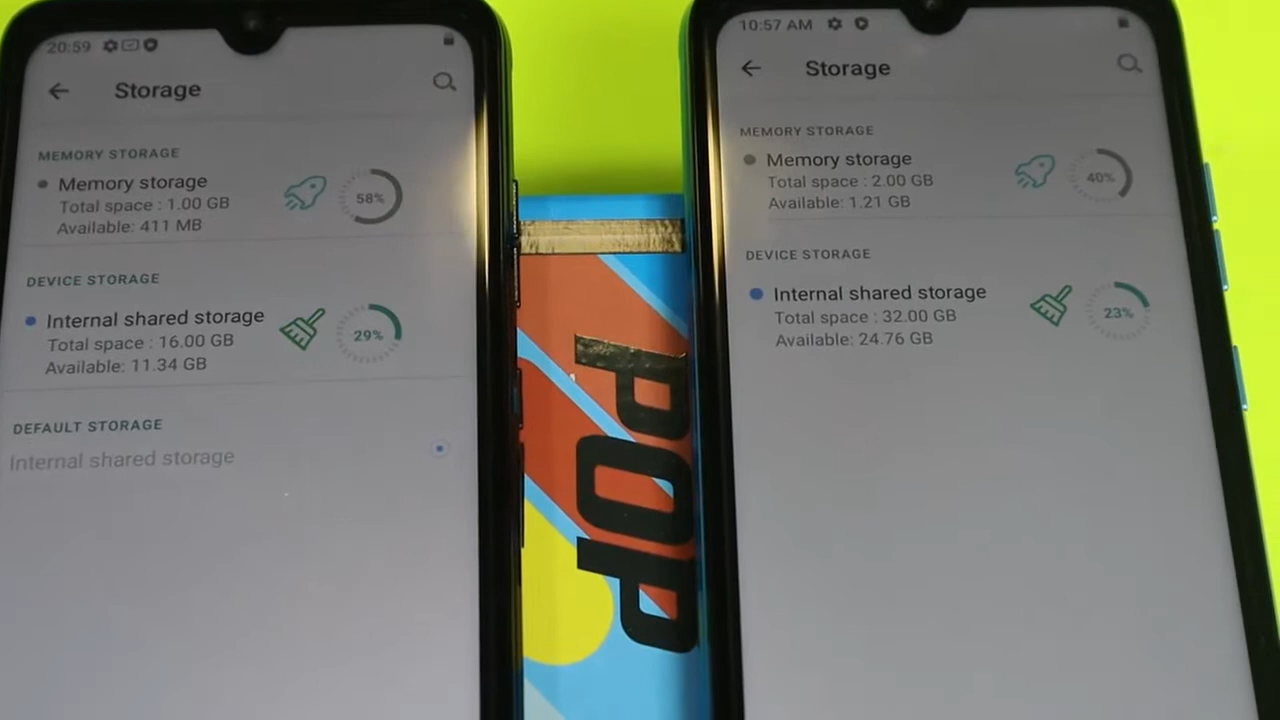 20:59
Storage
MEMORY STORAGE
Memory storage
Total space : 1.00 GB
Available: 411 MB
58%
DEVICE STORAGE
Internal shared storage
Total space : 16.00 GB
Available: 11.34 GB
29%
DEFAULT STORAGE
Internal shared storage
POP
10:57 AM
Storage
MEMORY STORAGE
Memory storage
Total space : 2.00 GB
Available: 1.21 GB
40%
DEVICE STORAGE
Internal shared storage
Total space : 32.00 GB
Available: 24.76 GB
23%